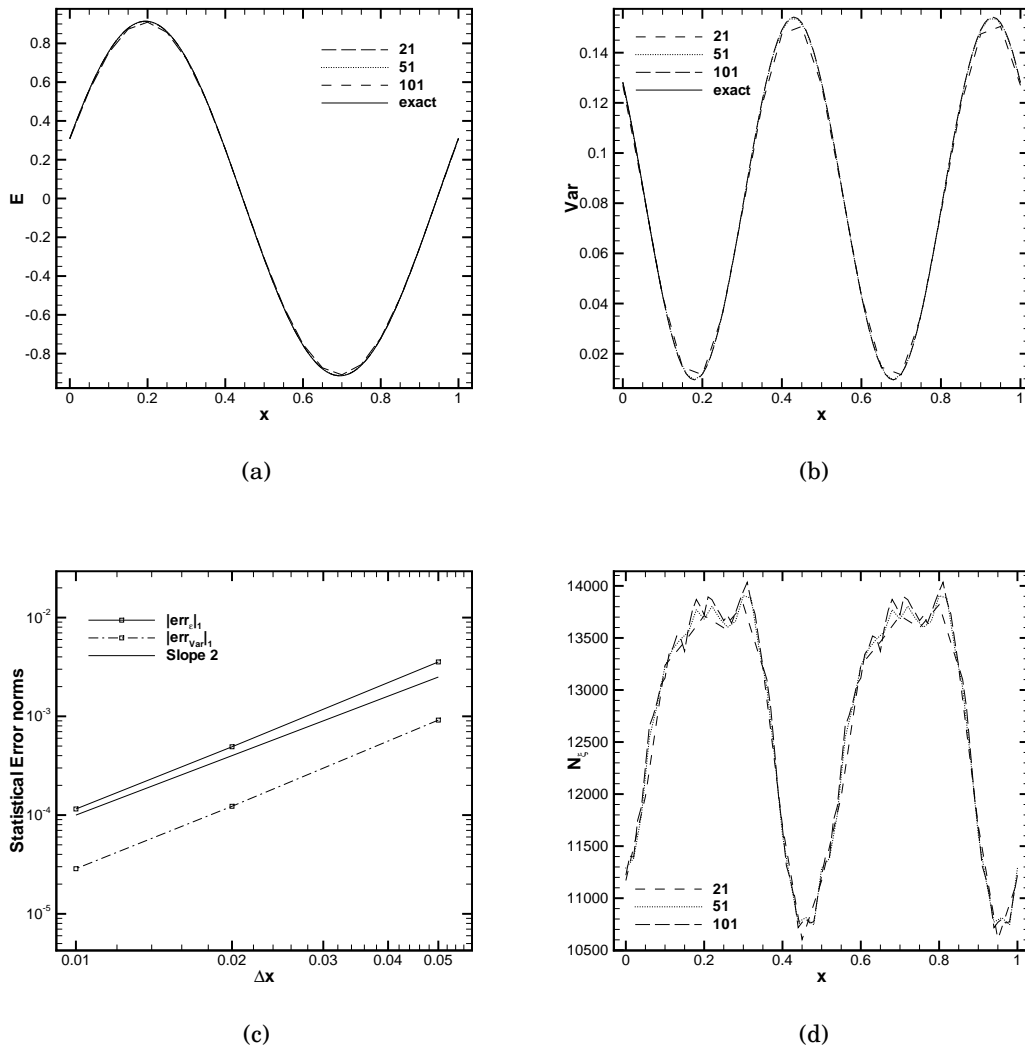 E
0.8
0.6
0.4
0.2
0
-0.2
-0.4
-0.6
-0.8
0 0.2 0.4 0.6 0.8 1
x
21
51
101
exact
(a)
Var
0.14
0.12
0.1
0.08
0.06
0.04
0.02
0 0.2 0.4 0.6 0.8 1
x
21
51
101
exact
(b)
Statistical Error norms
10^-2
10^-3
10^-4
10^-5
0.01 0.02 0.03 0.04 0.05
Δx
|err_ε|_1
|err_Var|_1
Slope 2
(c)
N_ξ
14000
13500
13000
12500
12000
11500
11000
10500
0 0.2 0.4 0.6 0.8 1
x
21
51
101
(d)